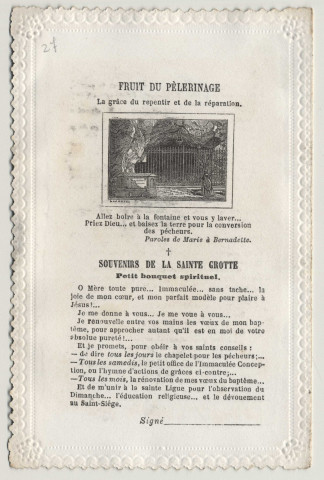 2f
FRUIT DU PÈLERINAGE
La grâce du repentir et de la réparation.
Allez boire à la fontaine et vous y laver...
Priez Dieu... et baisez la terre pour la conversion
des pécheurs.
Paroles de Marie à Bernadette.
SOUVENIRS DE LA SAINTE GROTTE
Petit bouquet spirituel.
O Mère toute pure... Immaculée... sans tache... la
joie de mon cœur, et mon parfait modèle pour plaire à
Jésus!...
Je me donne à vous... Je me voue à vous...
Je renouvelle entre vos mains les vœux de mon bap-
tême, pour approcher autant qu'il est en moi de votre
absolue pureté!...
Et je promets, pour obéir à vos saints conseils :
— de dire tous les jours le chapelet pour les pécheurs;...
— Tous les samedis, le petit office de l'Immaculée Concep-
tion, ou l'hymne d'actions de grâces ci-contre;...
— Tous les mois, la rénovation de mes vœux du baptême...
Et de m'unir à la sainte Ligue pour l'observation du
Dimanche... l'éducation religieuse... et le dévouement
au Saint-Siége.
Signé